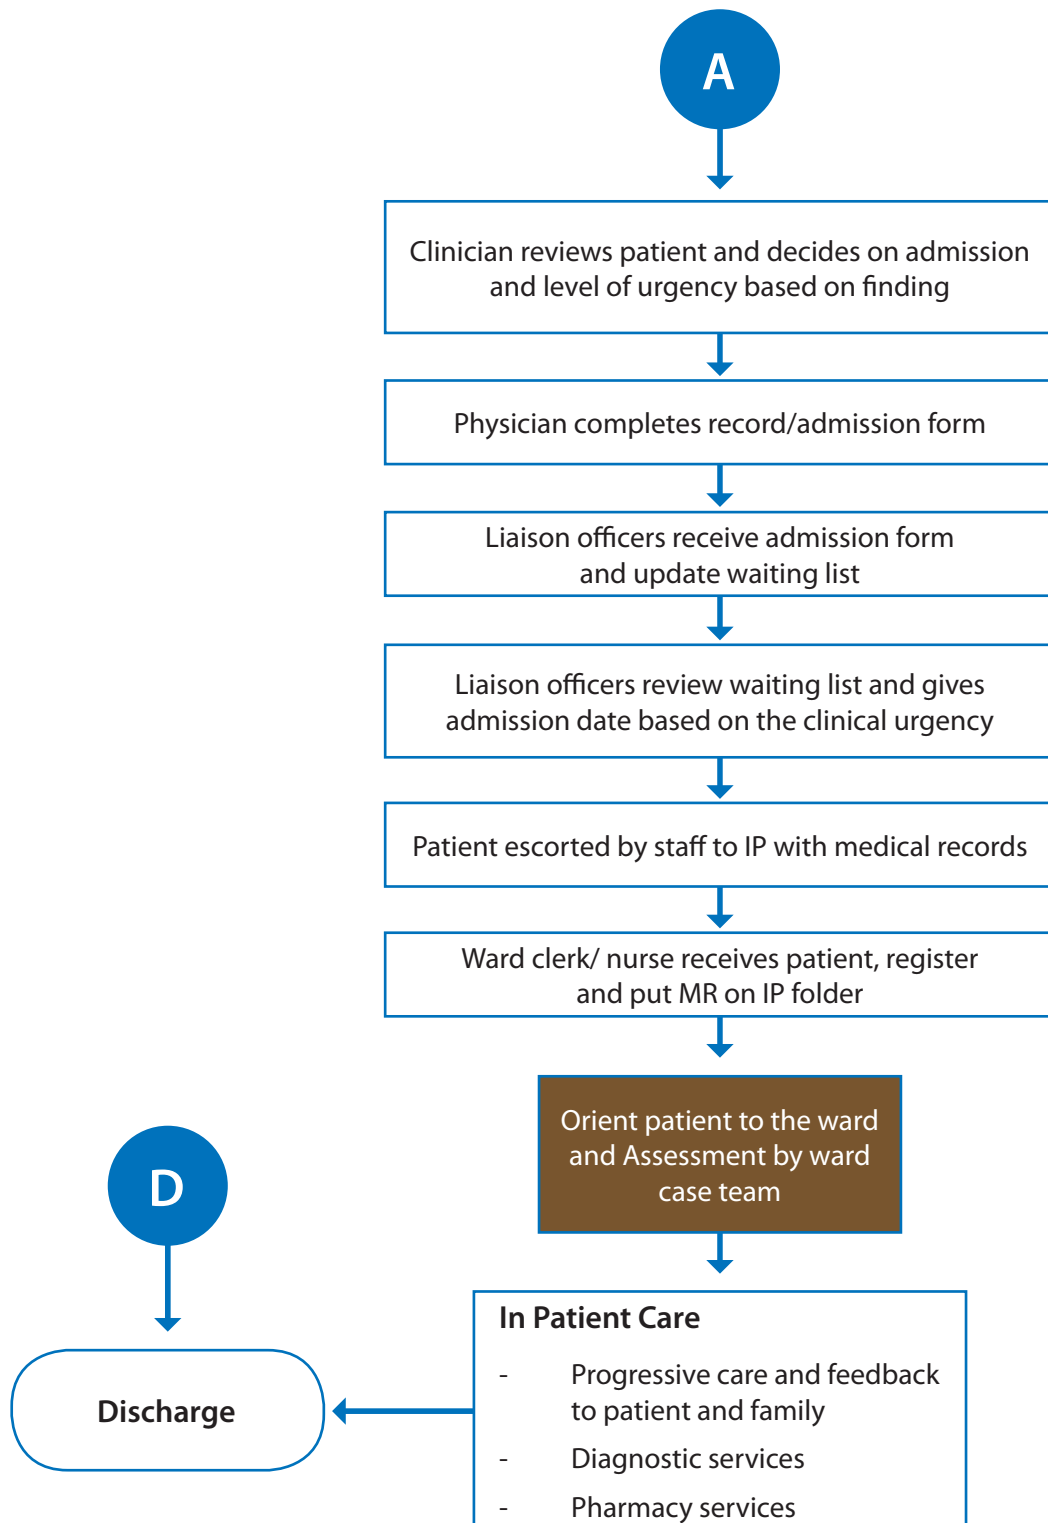 A
Clinician reviews patient and decides on admission
and level of urgency based on finding
Physician completes record/admission form
Liaison officers receive admission form
and update waiting list
Liaison officers review waiting list and gives
admission date based on the clinical urgency
Patient escorted by staff to IP with medical records
Ward clerk/ nurse receives patient, register
and put MR on IP folder
Orient patient to the ward
and Assessment by ward
case team
D
Discharge
In Patient Care
- Progressive care and feedback
to patient and family
- Diagnostic services
- Pharmacy services